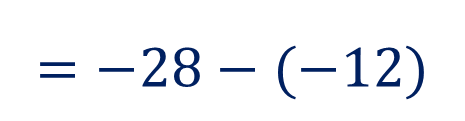 = −28 − (−12)